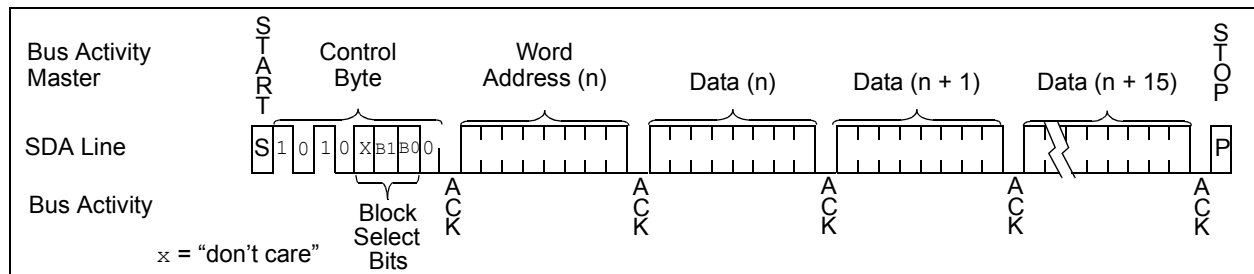 Bus Activity
Master
START
Control
Byte
Word
Address (n)
Data (n)
Data (n + 1)
Data (n + 15)
STOP
SDA Line
S 1 0 1 0 X B1 B0 0
P
Bus Activity
ACK
ACK
ACK
ACK
ACK
Block
Select
Bits
x = “don’t care”